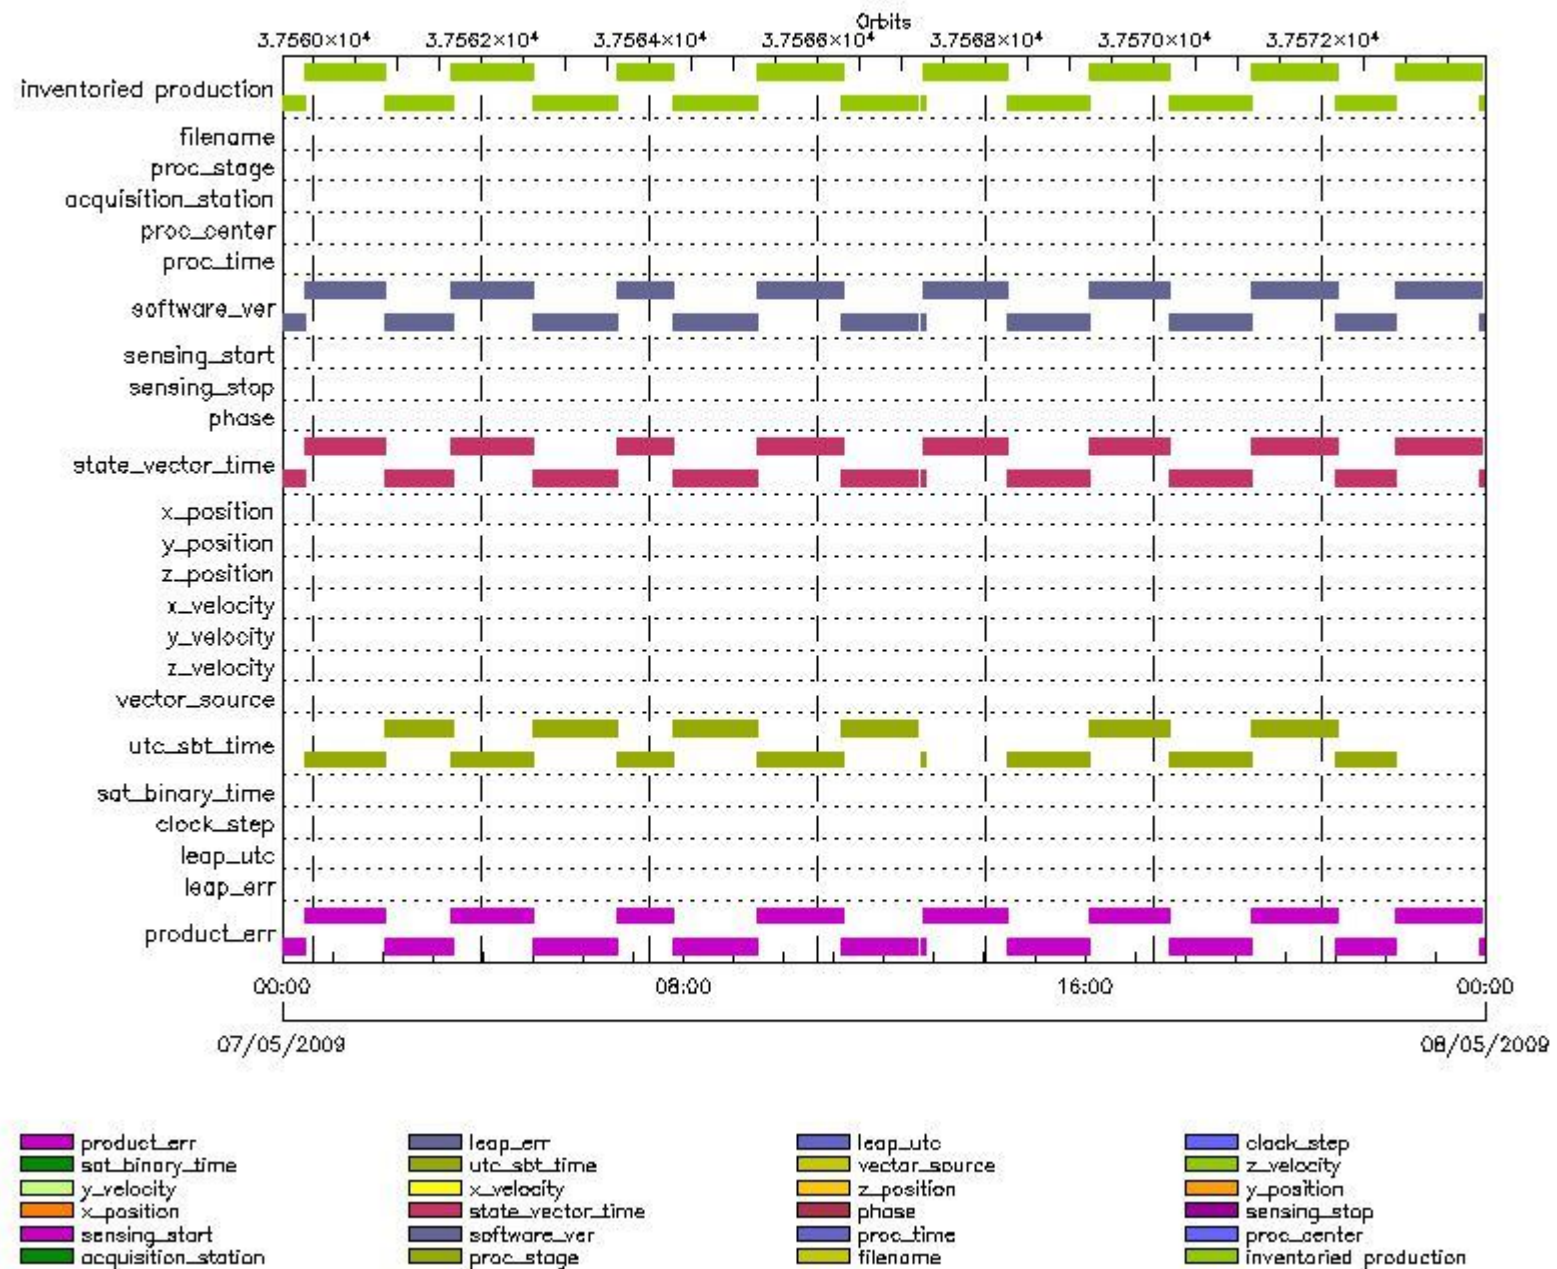 Orbits
3.7560×10⁴ 3.7562×10⁴ 3.7564×10⁴ 3.7566×10⁴ 3.7568×10⁴ 3.7570×10⁴ 3.7572×10⁴
inventoried production
filename
proc_stage
acquisition_station
proc_center
proc_time
software_ver
sensing_start
sensing_stop
phase
state_vector_time
x_position
y_position
z_position
x_velocity
y_velocity
z_velocity
vector_source
utc_sbt_time
sat_binary_time
clock_step
leap_utc
leap_err
product_err
00:00 08:00 16:00 00:00
07/05/2009 08/05/2009
product_err leap_err leap_utc clock_step
sat_binary_time utc_sbt_time vector_source z_velocity
y_velocity x_velocity z_position y_position
x_position state_vector_time phase sensing_stop
sensing_start software_ver proc_time proc_center
acquisition_station proc_stage filename inventoried production